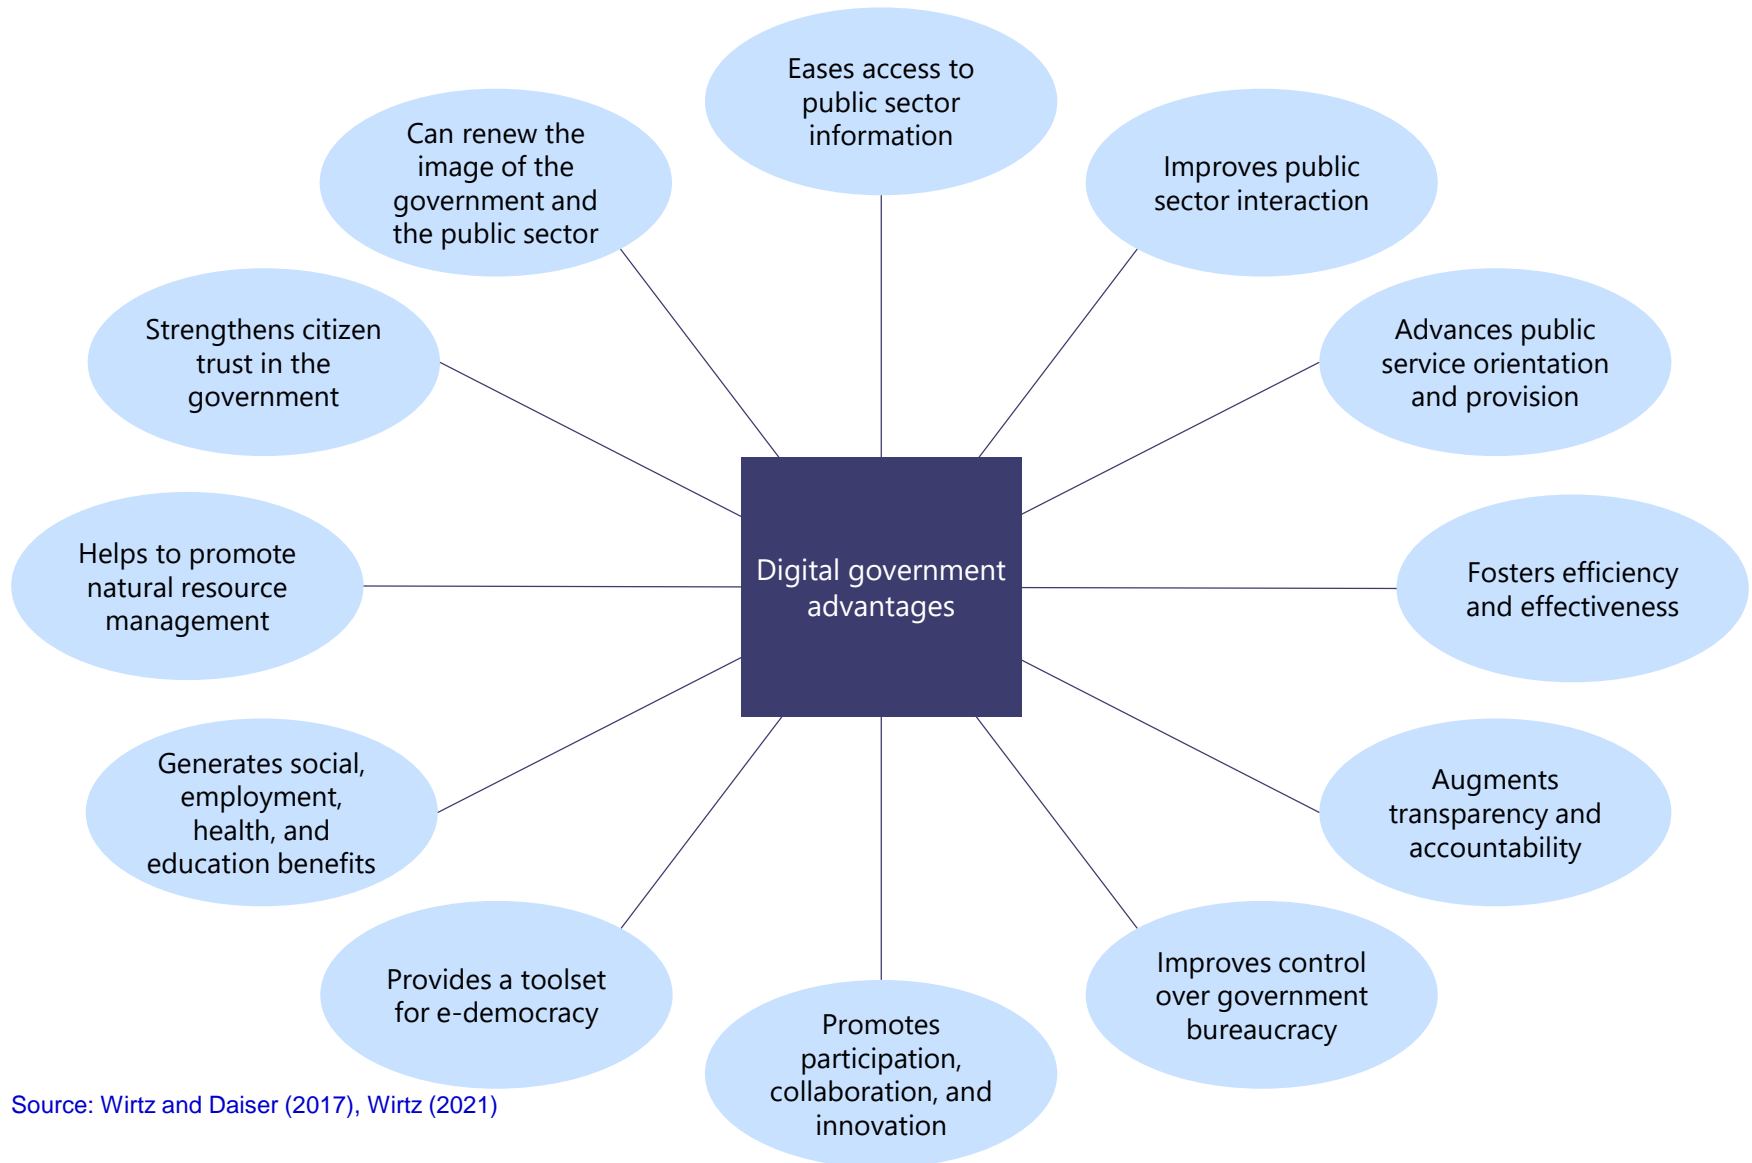 Eases access to
public sector
information
Improves public
sector interaction
Advances public
service orientation
and provision
Fosters efficiency
and effectiveness
Augments
transparency and
accountability
Improves control
over government
bureaucracy
Promotes
participation,
collaboration, and
innovation
Provides a toolset
for e-democracy
Generates social,
employment,
health, and
education benefits
Helps to promote
natural resource
management
Strengthens citizen
trust in the
government
Can renew the
image of the
government and
the public sector
Digital government
advantages
Source: Wirtz and Daiser (2017), Wirtz (2021)